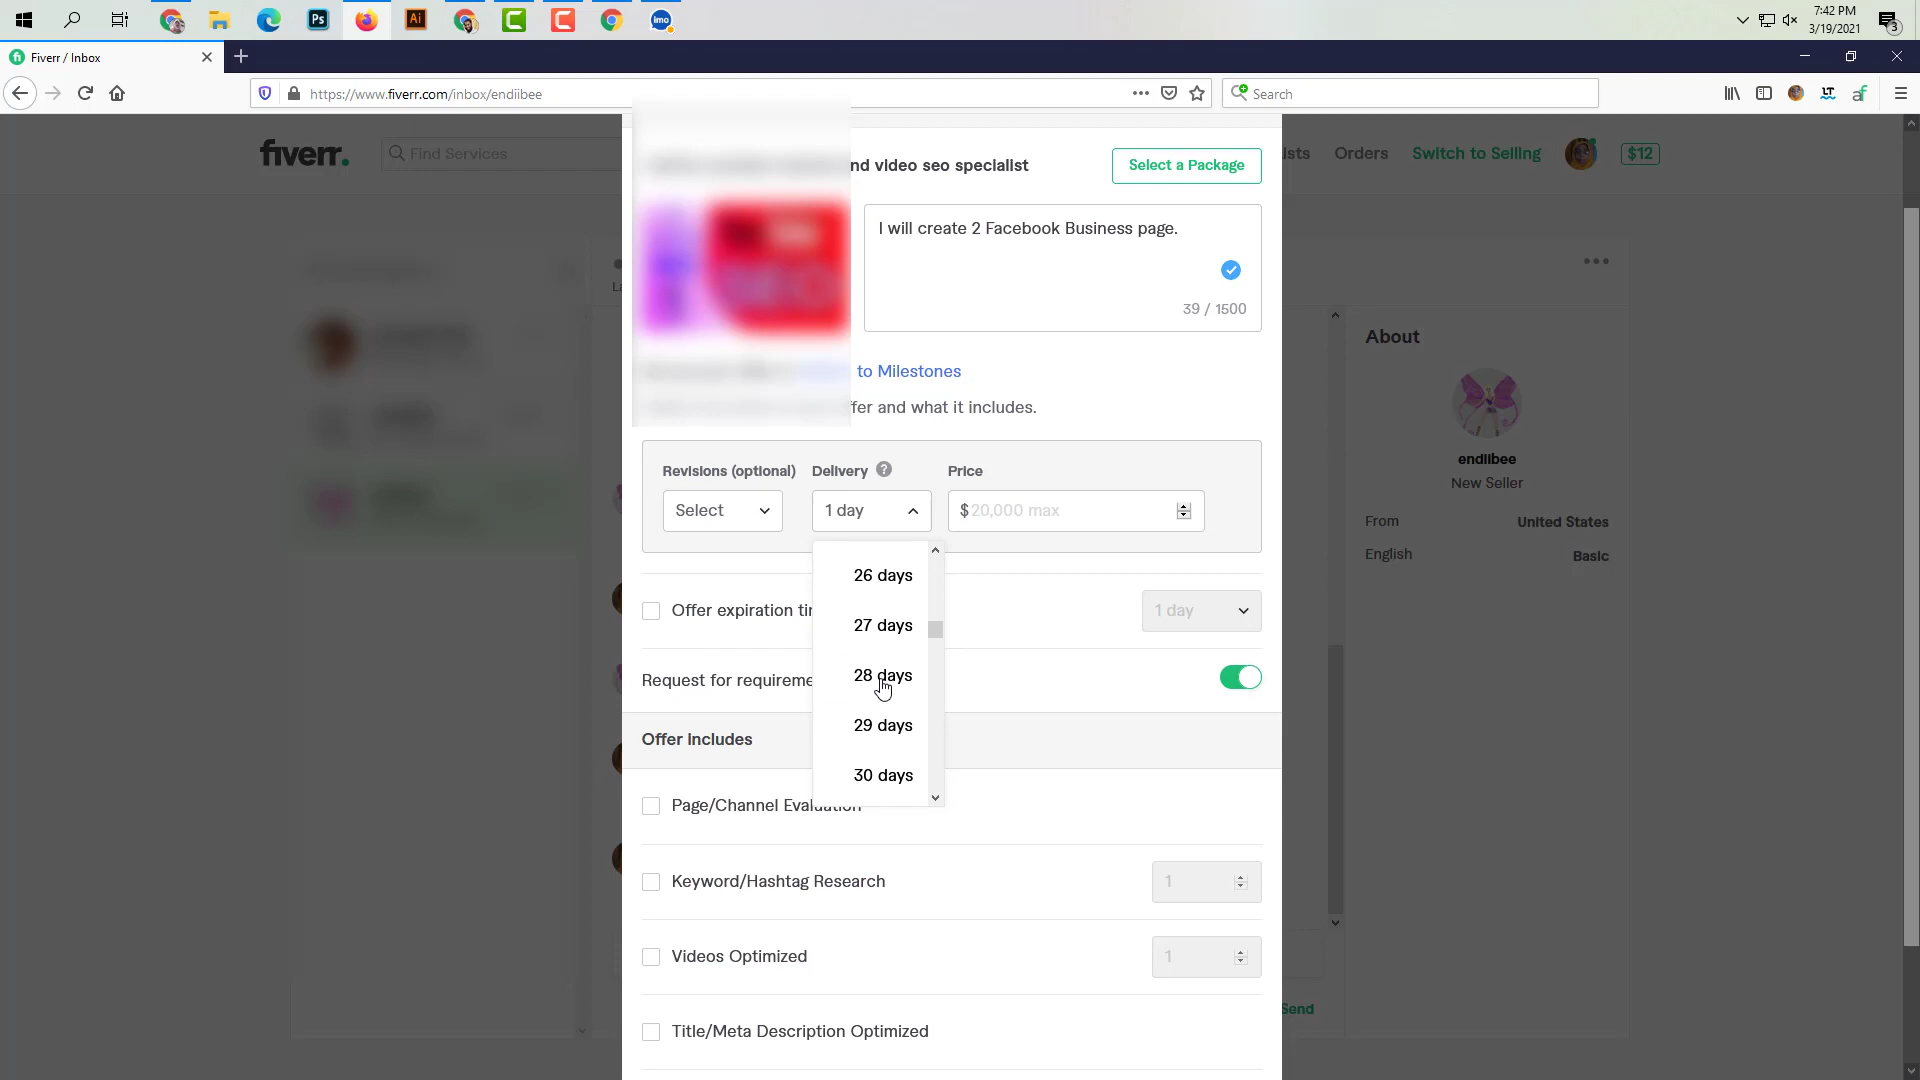 Ps
Ai
imo
7:42 PM
3/19/2021
3
Fiverr / Inbox
https://www.fiverr.com/inbox/endiibee
Search
fiverr.
Find Services
nd video seo specialist
Select a Package
ists
Orders
Switch to Selling
$12
I will create 2 Facebook Business page.
39 / 1500
to Milestones
ffer and what it includes.
About
endiibee
New Seller
From
United States
English
Basic
Revisions (optional)
Delivery ?
Price
Select
1 day
$20,000 max
26 days
27 days
28 days
29 days
30 days
Offer expiration ti
1 day
Request for requireme
Offer Includes
Page/Channel Evaluation
Keyword/Hashtag Research
1
Videos Optimized
1
Send
Title/Meta Description Optimized